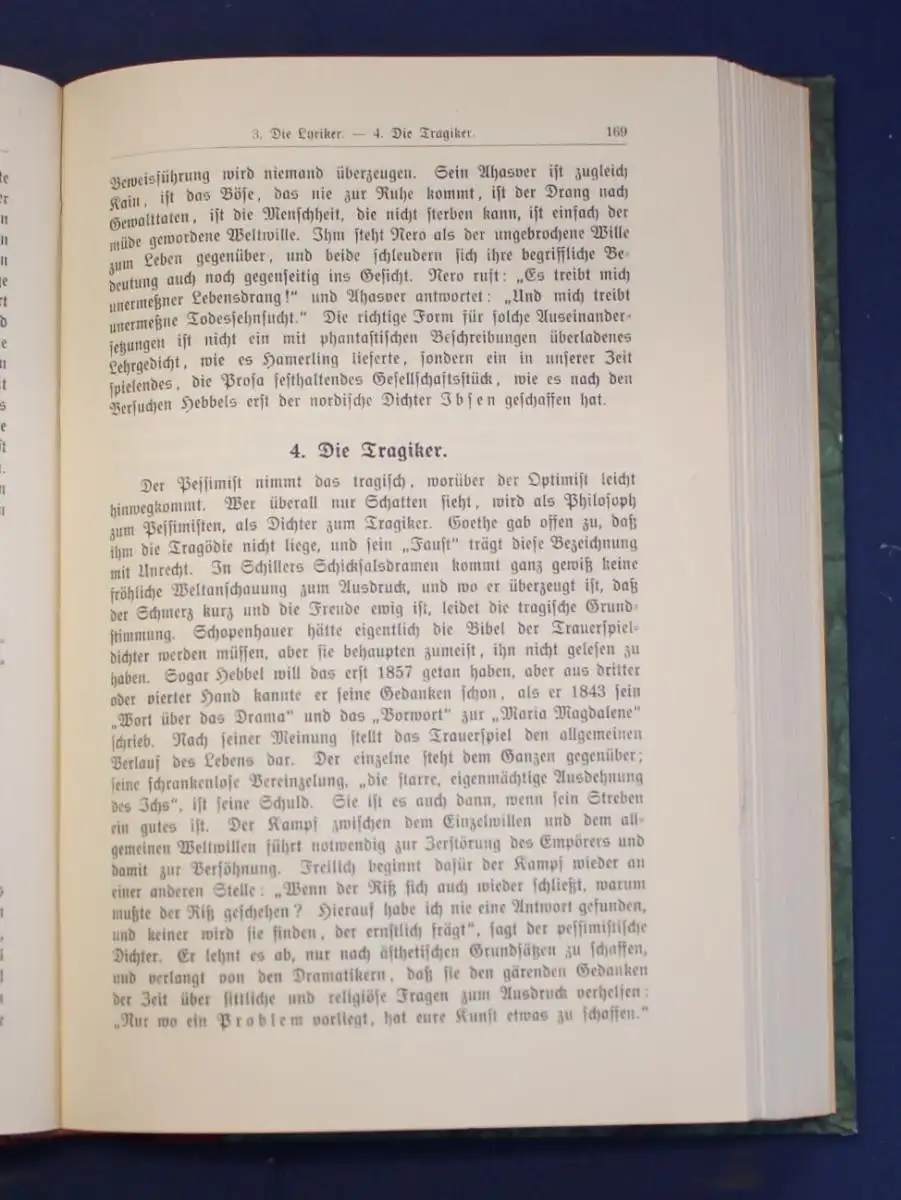 3. Die Lyriker. — 4. Die Tragiker. 169
Beweisführung wird niemand überzeugen. Sein Ahasver ist zugleich
Kain, ist das Böse, das nie zur Ruhe kommt, ist der Drang nach
Gewalttaten, ist die Menschheit, die nicht sterben kann, ist einfach der
müde gewordene Weltwille. Ihm steht Nero als der ungebrochene Wille
zum Leben gegenüber, und beide schleudern sich ihre begriffliche Be-
deutung auch noch gegenseitig ins Gesicht. Nero ruft: „Es treibt mich
unermeßner Lebensdrang!“ und Ahasver antwortet: „Und mich treibt
unermeßne Todessehnsucht.“ Die richtige Form für solche Auseinander-
setzungen ist nicht ein mit phantastischen Beschreibungen überladenes
Lehrgedicht, wie es Hamerling lieferte, sondern ein in unserer Zeit
spielendes, die Prosa festhaltendes Gesellschaftsstück, wie es nach den
Versuchen Hebbels erst der nordische Dichter Ibsen geschaffen hat.
4. Die Tragiker.
Der Pessimist nimmt das tragisch, worüber der Optimist leicht
hinwegkommt. Wer überall nur Schatten sieht, wird als Philosoph
zum Pessimisten, als Dichter zum Tragiker. Goethe gab offen zu, daß
ihm die Tragödie nicht liege, und sein „Faust“ trägt diese Bezeichnung
mit Unrecht. In Schillers Schicksalsdramen kommt ganz gewiß keine
fröhliche Weltanschauung zum Ausdruck, und wo er überzeugt ist, daß
der Schmerz kurz und die Freude ewig ist, leidet die tragische Grund-
stimmung. Schopenhauer hätte eigentlich die Bibel der Trauerspiel-
dichter werden müssen, aber sie behaupten zumeist, ihn nicht gelesen zu
haben. Sogar Hebbel will das erst 1857 getan haben, aber aus dritter
oder vierter Hand kannte er seine Gedanken schon, als er 1843 sein
„Wort über das Drama“ und das „Vorwort“ zur „Maria Magdalene“
schrieb. Nach seiner Meinung stellt das Trauerspiel den allgemeinen
Verlauf des Lebens dar. Der einzelne steht dem Ganzen gegenüber;
seine schrankenlose Vereinzelung, „die starre, eigenmächtige Ausdehnung
des Ichs“, ist seine Schuld. Sie ist es auch dann, wenn sein Streben
ein gutes ist. Der Kampf zwischen dem Einzelwillen und dem all-
gemeinen Weltwillen führt notwendig zur Zerstörung des Empörers und
damit zur Versöhnung. Freilich beginnt dafür der Kampf wieder an
einer anderen Stelle: „Wenn der Riß sich auch wieder schließt, warum
mußte der Riß geschehen? Hierauf habe ich nie eine Antwort gefunden,
und keiner wird sie finden, der ernstlich frägt“, sagt der pessimistische
Dichter. Er lehnt es ab, nur nach ästhetischen Grundsätzen zu schaffen,
und verlangt von den Dramatikern, daß sie den gärenden Gedanken
der Zeit über sittliche und religiöse Fragen zum Ausdruck verhelfen:
„Nur wo ein Problem vorliegt, hat eure Kunst etwas zu schaffen.“